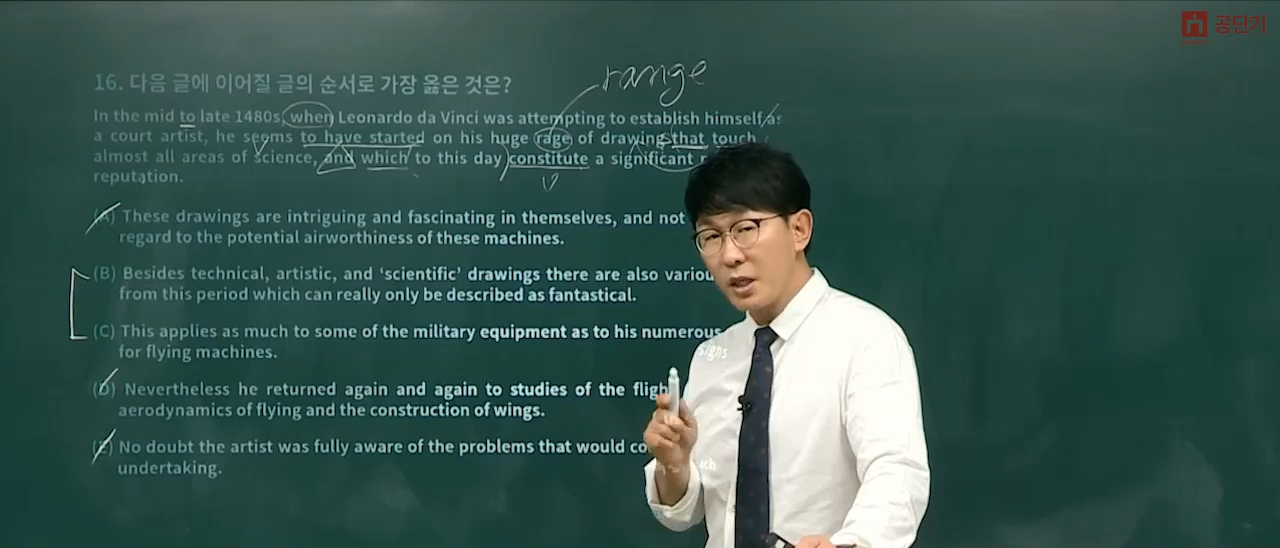 공단기
range
16. 다음 글에 이어질 글의 순서로 가장 옳은 것은?
In the mid to late 1480s, when Leonardo da Vinci was attempting to establish himself as
a court artist, he seems to have started on his huge rage of drawings that touch
almost all areas of science, and which to this day constitute a significant
reputation.
(A) These drawings are intriguing and fascinating in themselves, and not
regard to the potential airworthiness of these machines.
(B) Besides technical, artistic, and ‘scientific’ drawings there are also
from this period which can really only be described as fantastical.
(C) This applies as much to some of the military equipment as to his numerous
for flying machines.
(D) Nevertheless he returned again and again to studies of the
aerodynamics of flying and the construction of wings.
(E) No doubt the artist was fully aware of the problems that would
undertaking.